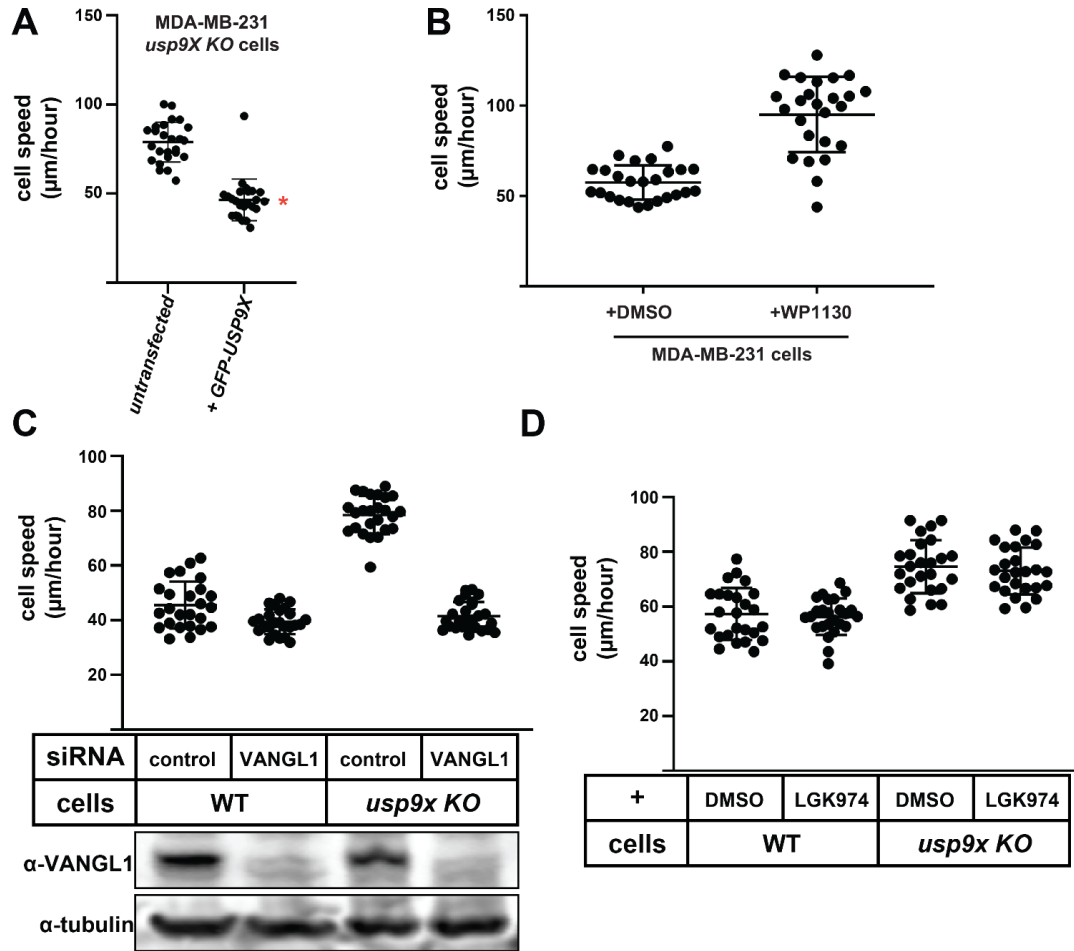 A
MDA-MB-231
usp9X KO cells
150
100
50
cell speed
(µm/hour)
untransfected
+ GFP-USP9X
*
B
150
100
50
cell speed
(µm/hour)
+DMSO +WP1130
MDA-MB-231 cells
C
100
80
60
40
20
cell speed
(µm/hour)
siRNA control VANGL1 control VANGL1
cells WT usp9x KO
α-VANGL1
α-tubulin
D
100
80
60
40
20
cell speed
(µm/hour)
+ DMSO LGK974 DMSO LGK974
cells WT usp9x KO